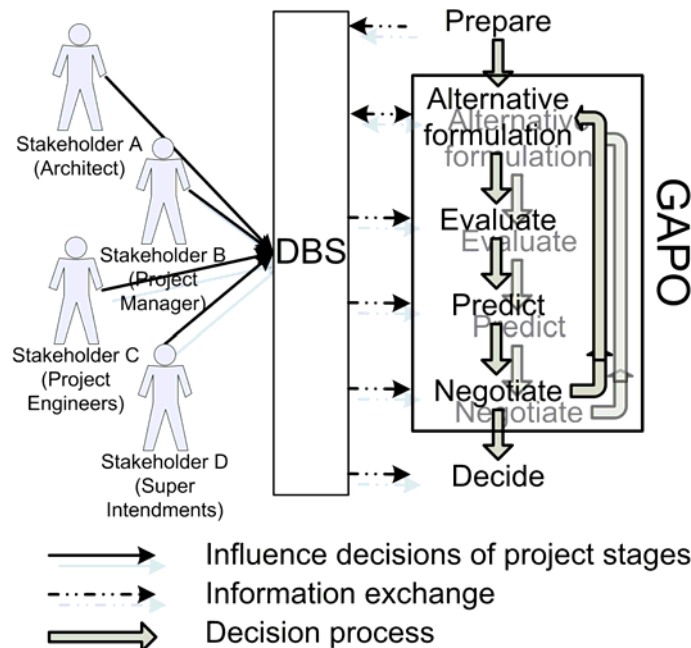 Stakeholder A
(Architect)
Stakeholder B
(Project
Manager)
Stakeholder C
(Project
Engineers)
Stakeholder D
(Super
Intendments)
DBS
Prepare
Alternative
formulation
Alternative
formulation
Evaluate
Evaluate
Predict
Predict
Negotiate
Negotiate
Decide
GAPO
Influence decisions of project stages
Information exchange
Decision process